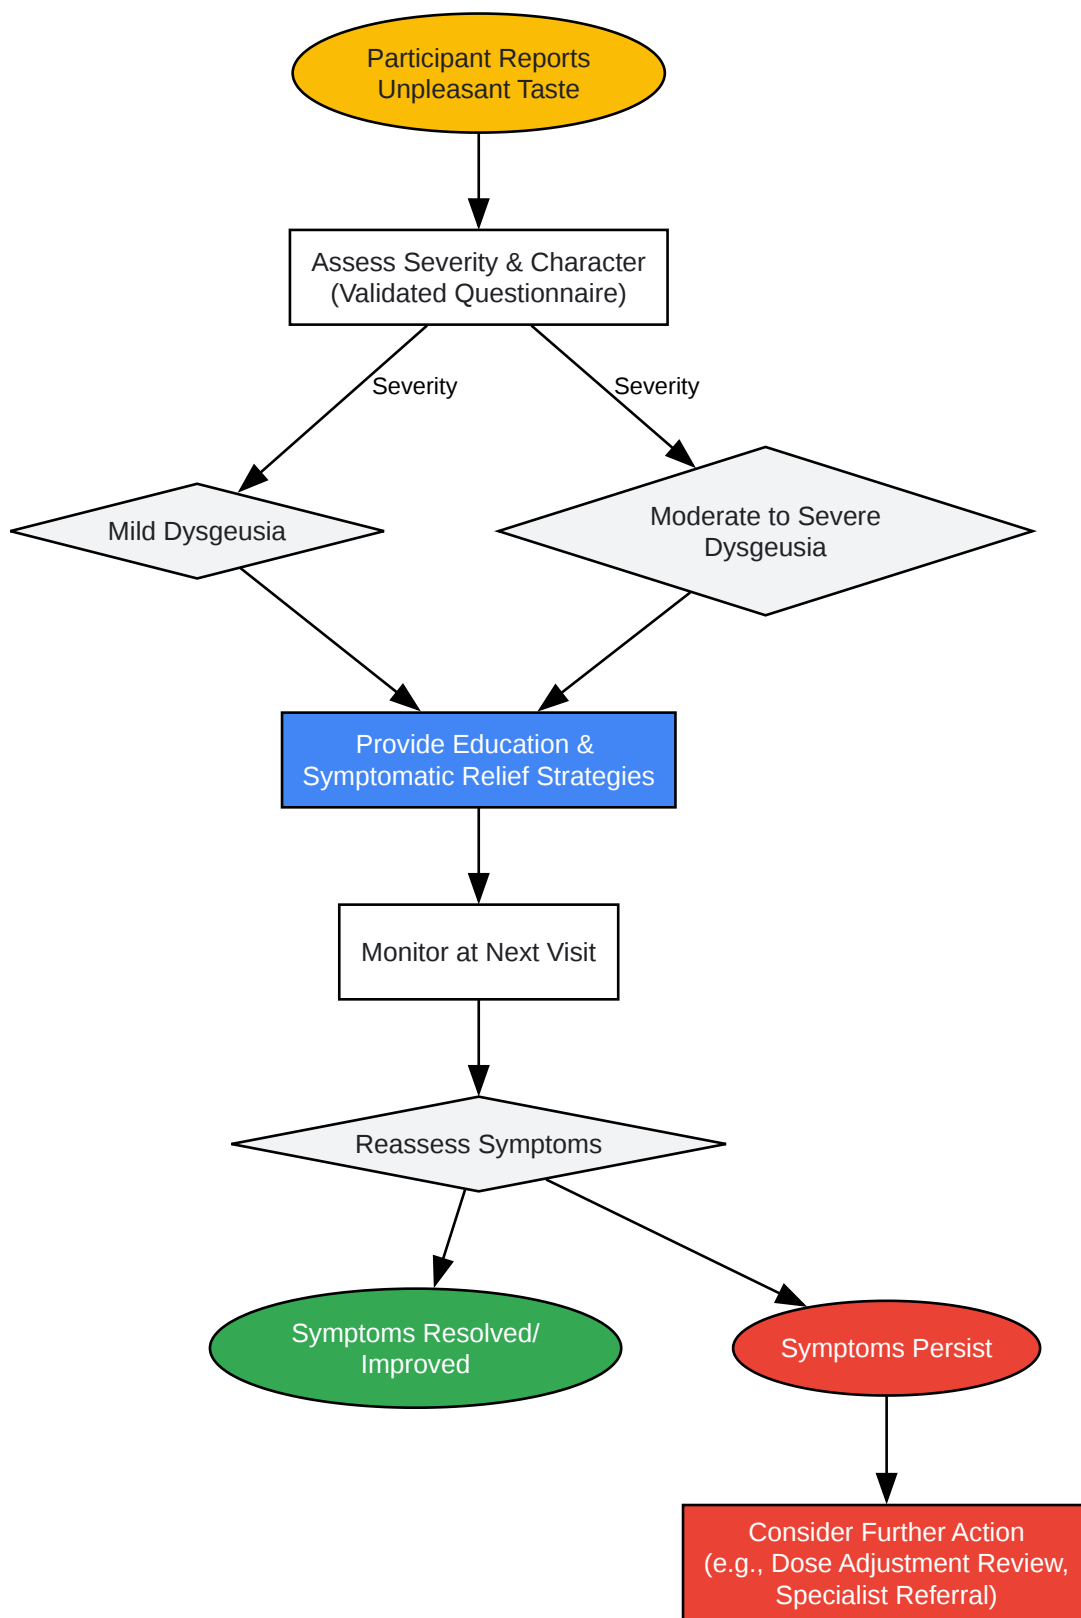 Participant Reports
Unpleasant Taste
Assess Severity & Character
(Validated Questionnaire)
Severity
Severity
Mild Dysgeusia
Moderate to Severe
Dysgeusia
Provide Education &
Symptomatic Relief Strategies
Monitor at Next Visit
Reassess Symptoms
Symptoms Resolved/
Improved
Symptoms Persist
Consider Further Action
(e.g., Dose Adjustment Review,
Specialist Referral)